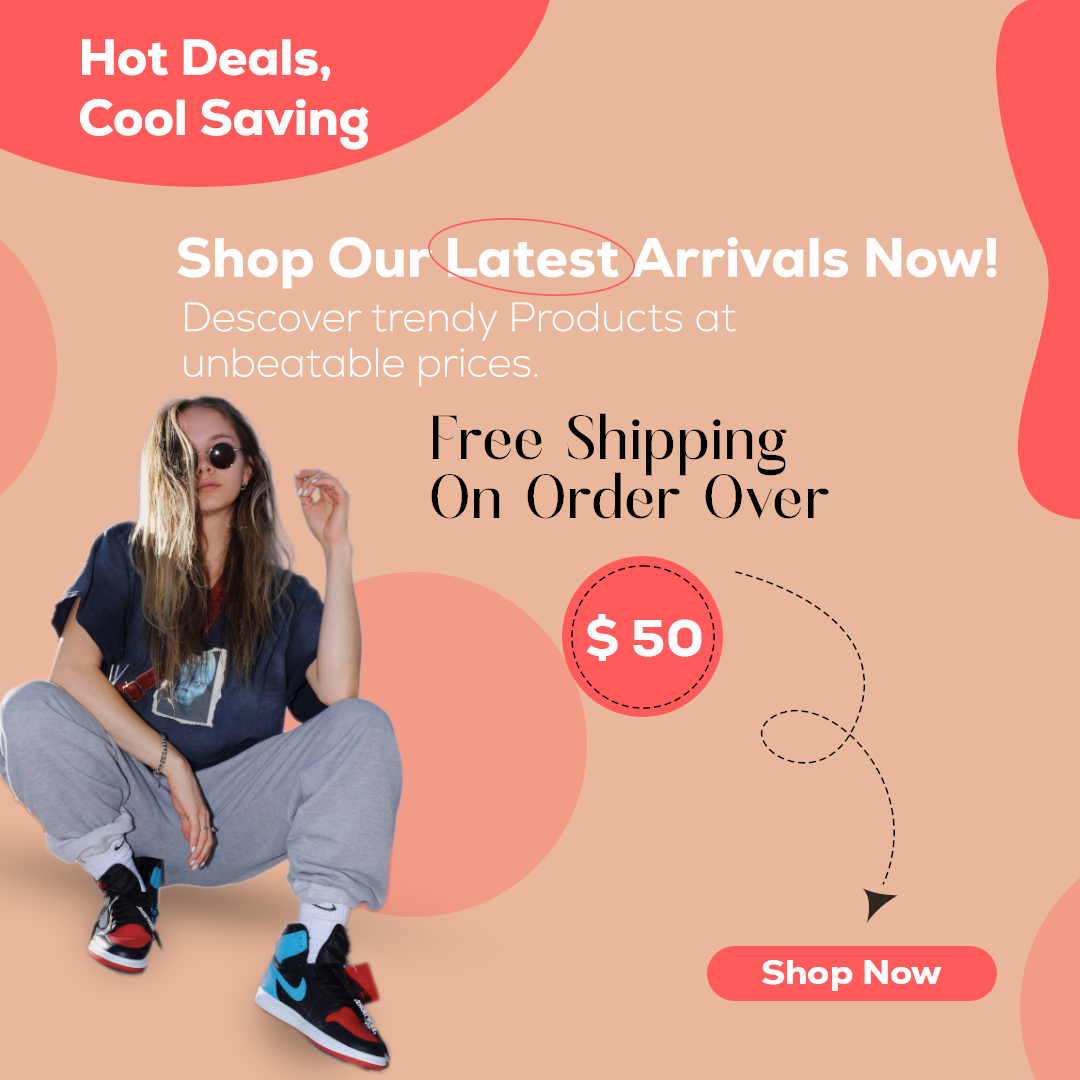 Hot Deals,
Cool Saving
Shop Our Latest Arrivals Now!
Descover trendy Products at
unbeatable prices.
Free Shipping
On Order Over
$ 50
Shop Now